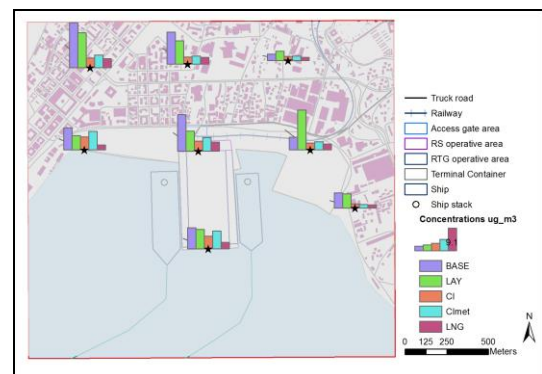 Truck road
Railway
Access gate area
RS operative area
RTG operative area
Terminal Container
Ship
Ship stack
Concentrations ug_m3
9.1
BASE
LAY
CI
CImet
LNG
N
0 125 250 500
Meters